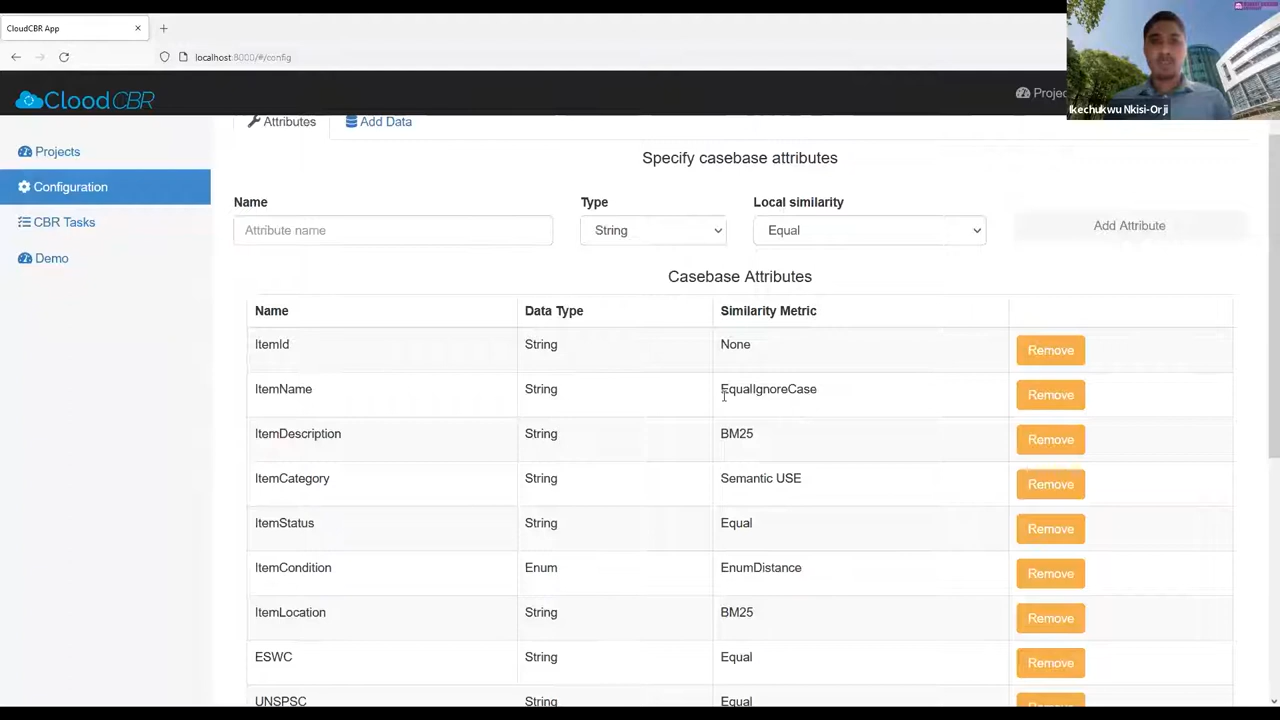 CloudCBR App
localhost:8000/#/config
CloodCBR
Ikechukwu Nkisi-Orji
Attributes
Add Data
Projects
Configuration
CBR Tasks
Demo
Specify casebase attributes
Name Type Local similarity
Attribute name String Equal Add Attribute
Casebase Attributes
Name Data Type Similarity Metric
ItemId String None Remove
ItemName String EqualIgnoreCase Remove
ItemDescription String BM25 Remove
ItemCategory String Semantic USE Remove
ItemStatus String Equal Remove
ItemCondition Enum EnumDistance Remove
ItemLocation String BM25 Remove
ESWC String Equal Remove
UNSPSC String Equal